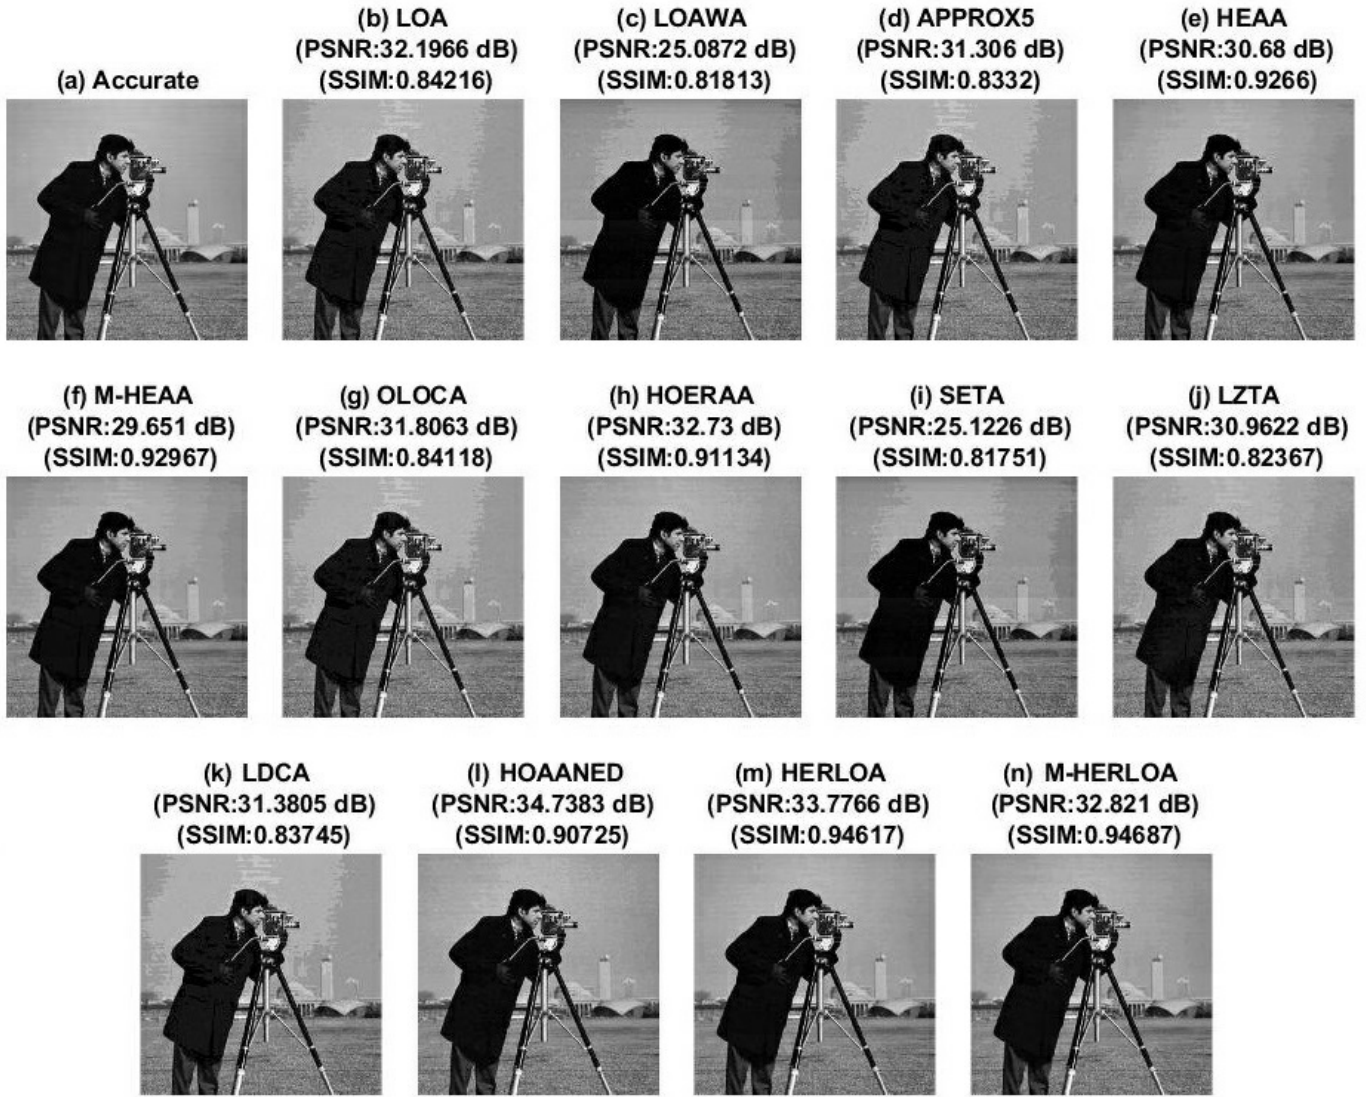 (a) Accurate
(b) LOA
(PSNR:32.1966 dB)
(SSIM:0.84216)
(c) LOAWA
(PSNR:25.0872 dB)
(SSIM:0.81813)
(d) APPROX5
(PSNR:31.306 dB)
(SSIM:0.8332)
(e) HEAA
(PSNR:30.68 dB)
(SSIM:0.9266)
(f) M-HEAA
(PSNR:29.651 dB)
(SSIM:0.92967)
(g) OLOCA
(PSNR:31.8063 dB)
(SSIM:0.84118)
(h) HOERAA
(PSNR:32.73 dB)
(SSIM:0.91134)
(i) SETA
(PSNR:25.1226 dB)
(SSIM:0.81751)
(j) LZTA
(PSNR:30.9622 dB)
(SSIM:0.82367)
(k) LDCA
(PSNR:31.3805 dB)
(SSIM:0.83745)
(l) HOAANED
(PSNR:34.7383 dB)
(SSIM:0.90725)
(m) HERLOA
(PSNR:33.7766 dB)
(SSIM:0.94617)
(n) M-HERLOA
(PSNR:32.821 dB)
(SSIM:0.94687)